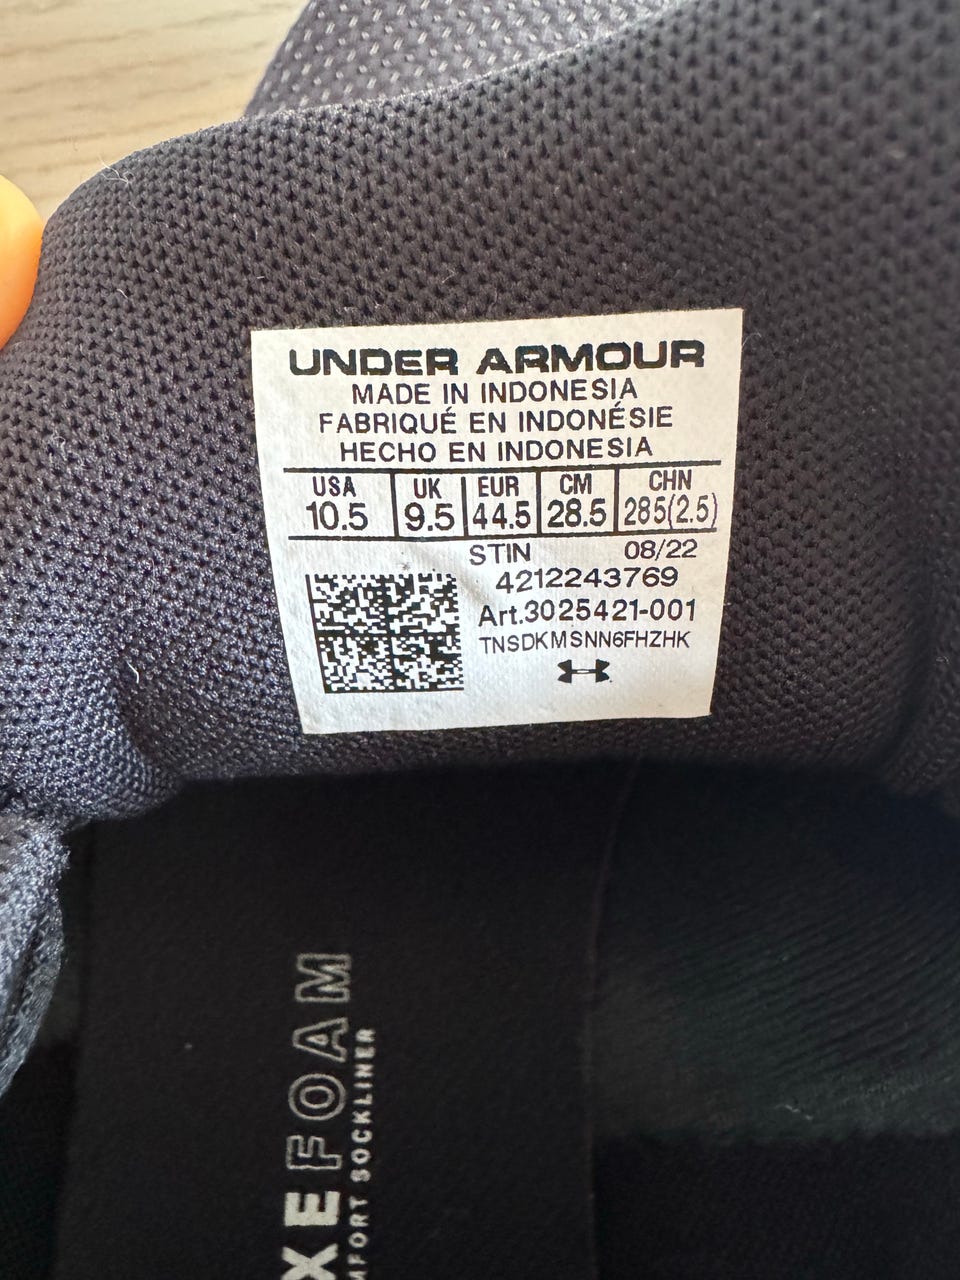 UNDER ARMOUR
MADE IN INDONESIA
FABRIQUÉ EN INDONÉSIE
HECHO EN INDONESIA
USA UK EUR CM CHN
10.5 9.5 44.5 28.5 285(2.5)
STIN 08/22
4212243769
Art.3025421-001
TNSDKMSNN6FHZHK
XEFOAM
MFORT SOCKLINER